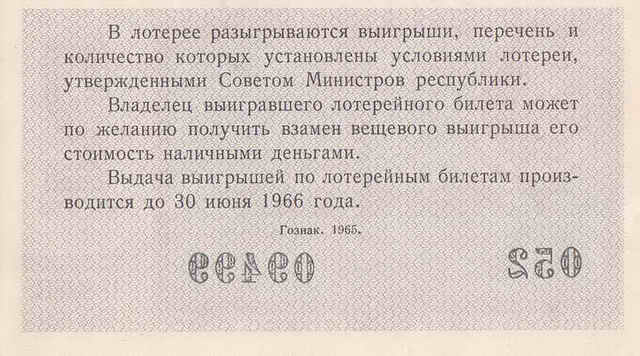 В лотерее разыгрываются выигрыши, перечень и
количество которых установлены условиями лотереи,
утвержденными Советом Министров республики.
Владелец выигравшего лотерейного билета может
по желанию получить взамен вещевого выигрыша его
стоимость наличными деньгами.
Выдача выигрышей по лотерейным билетам произ-
водится до 30 июня 1966 года.
Гознак. 1965.
09499 052